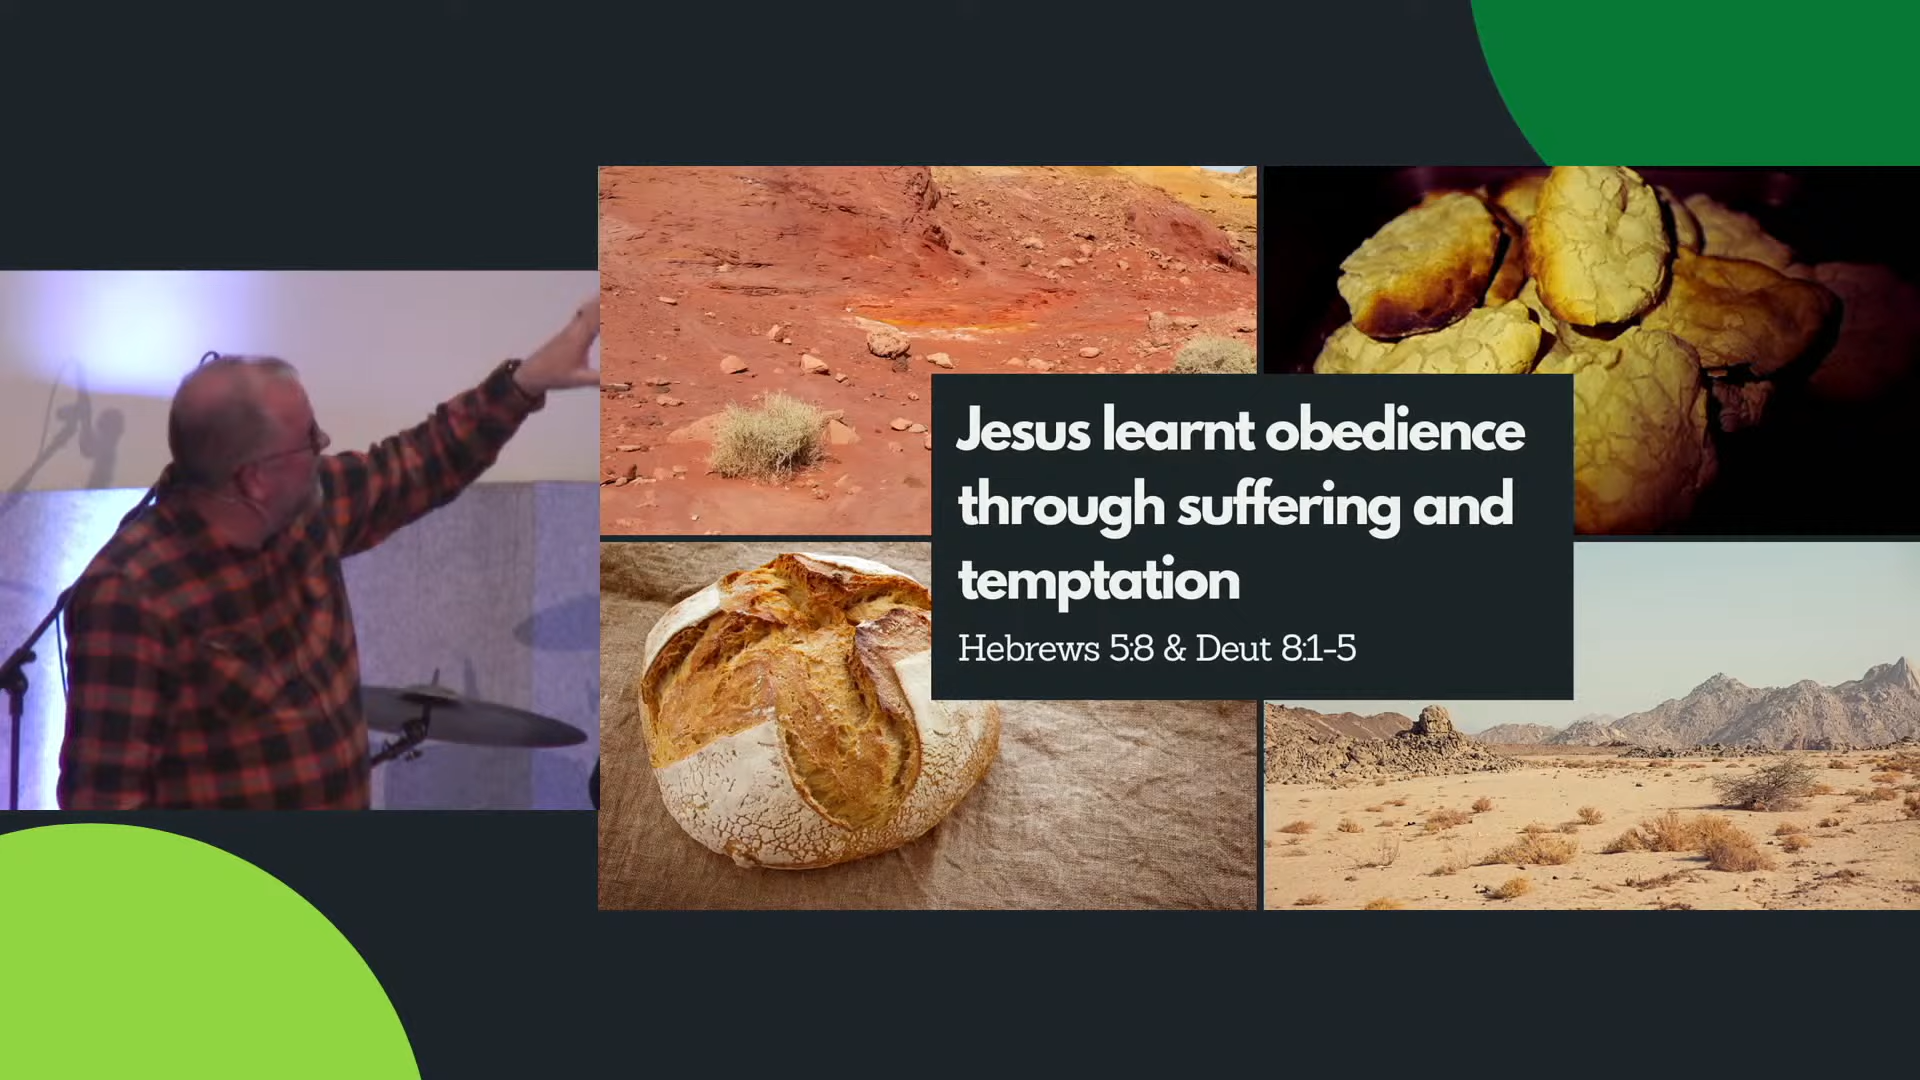 Jesus learnt obedience
through suffering and
temptation
Hebrews 5:8 & Deut 8:1-5